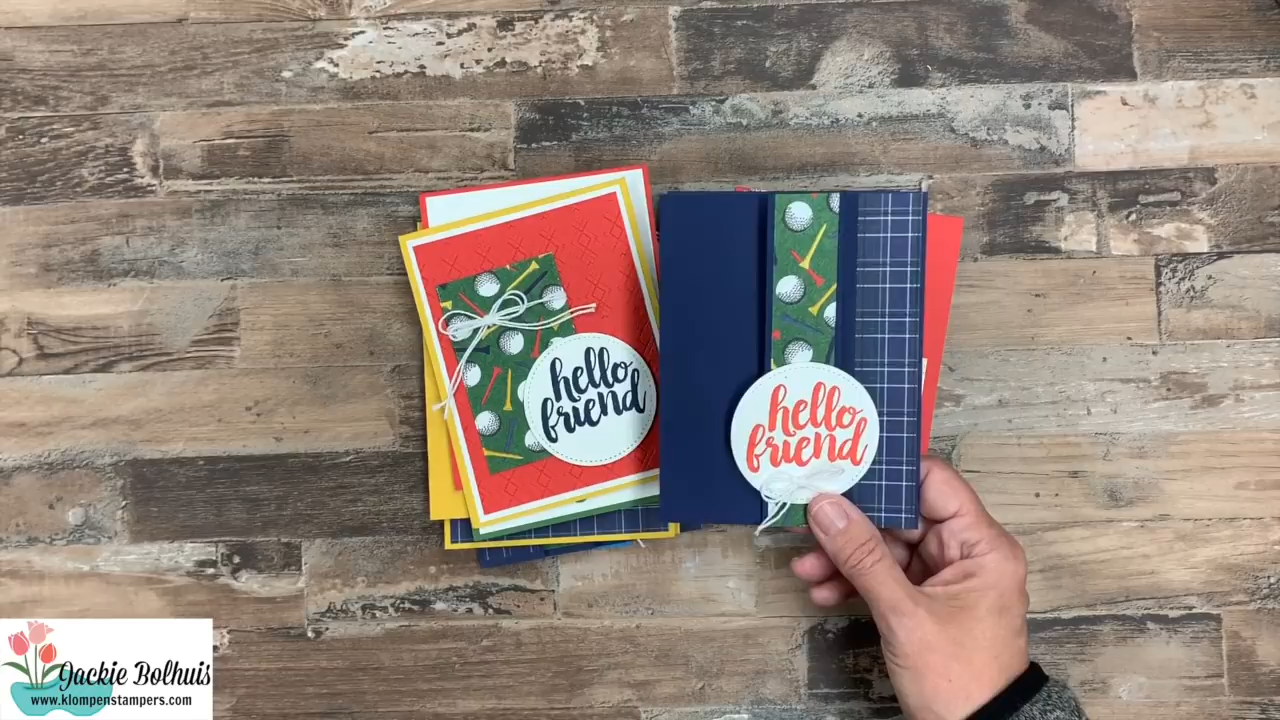 hello
friend
hello
friend
Jackie Bolhuis
www.klompenstampers.com